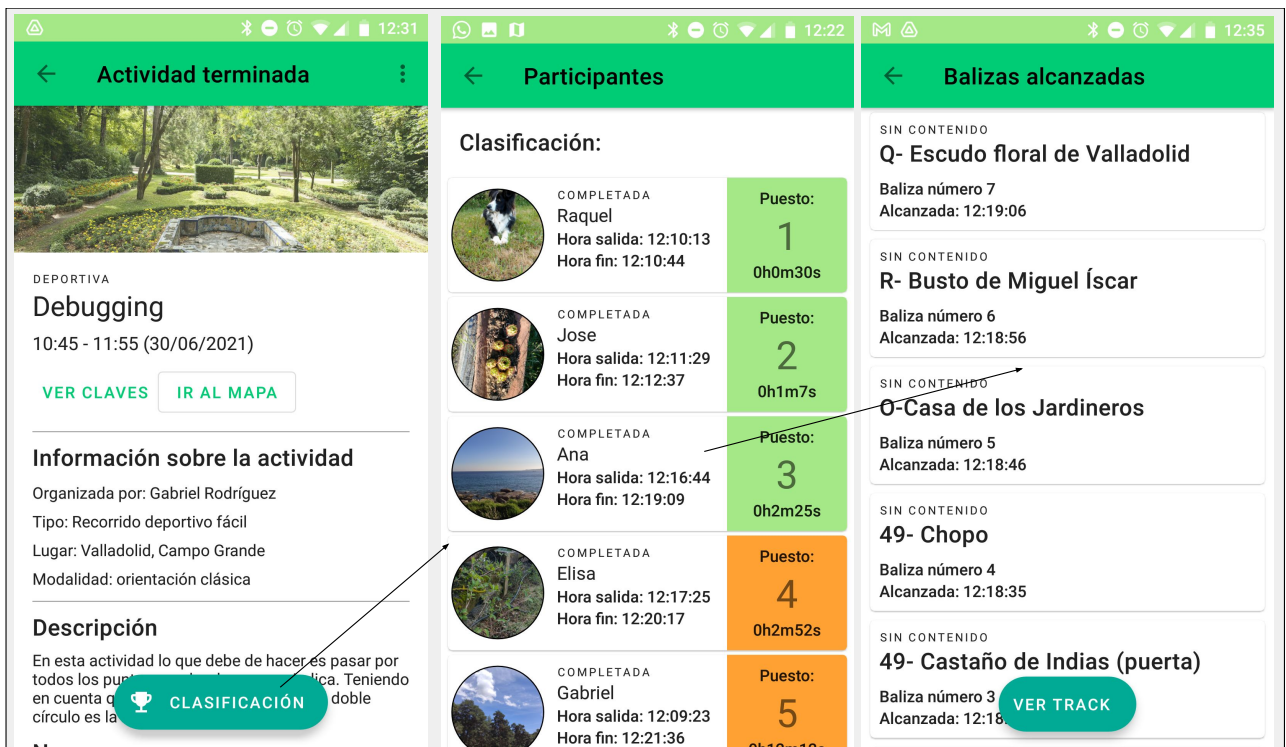 12:31
Actividad terminada
DEPORTIVA
Debugging
10:45 - 11:55 (30/06/2021)
VER CLAVES
IR AL MAPA
Información sobre la actividad
Organizada por: Gabriel Rodríguez
Tipo: Recorrido deportivo fácil
Lugar: Valladolid, Campo Grande
Modalidad: orientación clásica
Descripción
En esta actividad lo que debe de hacer es pasar por
todos los
en cuenta doble
círculo es la
CLASIFICACIÓN
12:22
Participantes
Clasificación:
COMPLETADA
Raquel
Hora salida: 12:10:13
Hora fin: 12:10:44
Puesto:
1
0h0m30s
COMPLETADA
Jose
Hora salida: 12:11:29
Hora fin: 12:12:37
Puesto:
2
0h1m7s
COMPLETADA
Ana
Hora salida: 12:16:44
Hora fin: 12:19:09
Puesto:
3
0h2m25s
COMPLETADA
Elisa
Hora salida: 12:17:25
Hora fin: 12:20:17
Puesto:
4
0h2m52s
COMPLETADA
Gabriel
Hora salida: 12:09:23
Hora fin: 12:21:36
Puesto:
5
12:35
Balizas alcanzadas
SIN CONTENIDO
Q- Escudo floral de Valladolid
Baliza número 7
Alcanzada: 12:19:06
SIN CONTENIDO
R- Busto de Miguel Íscar
Baliza número 6
Alcanzada: 12:18:56
SIN CONTENIDO
O-Casa de los Jardineros
Baliza número 5
Alcanzada: 12:18:46
SIN CONTENIDO
49- Chopo
Baliza número 4
Alcanzada: 12:18:35
SIN CONTENIDO
49- Castaño de Indias (puerta)
Baliza número 3
Alcanzada: 12:18
VER TRACK